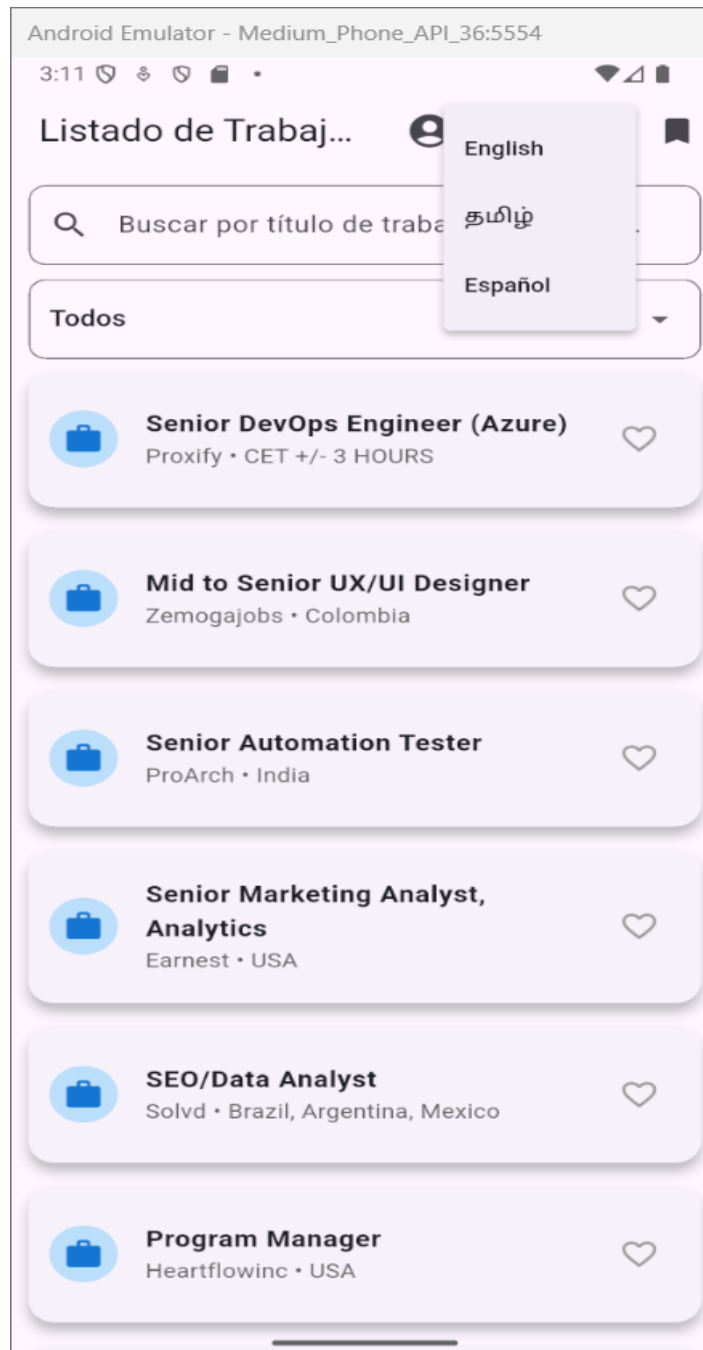 Android Emulator - Medium_Phone_API_36:5554
3:11
Listado de Trabaj...
English
தமிழ்
Español
Buscar por título de traba
Todos
Senior DevOps Engineer (Azure)
Proxify • CET +/- 3 HOURS
Mid to Senior UX/UI Designer
Zemogajobs • Colombia
Senior Automation Tester
ProArch • India
Senior Marketing Analyst,
Analytics
Earnest • USA
SEO/Data Analyst
Solvd • Brazil, Argentina, Mexico
Program Manager
Heartflowinc • USA